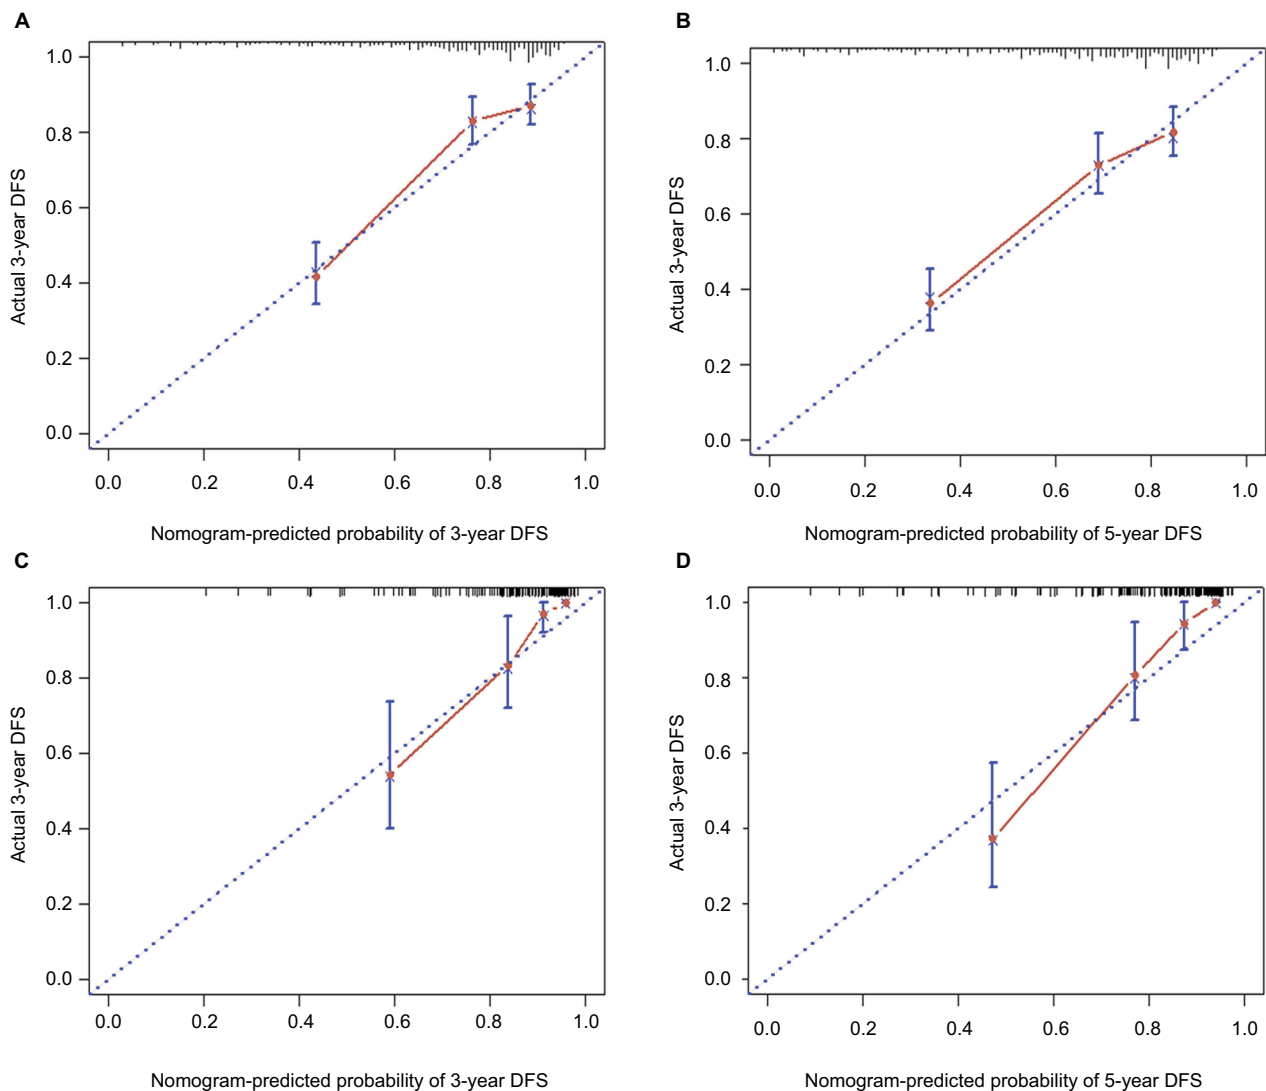 A
1.0
0.8
0.6
0.4
0.2
0.0
Actual 3-year DFS
0.0 0.2 0.4 0.6 0.8 1.0
Nomogram-predicted probability of 3-year DFS
B
1.0
0.8
0.6
0.4
0.2
0.0
Actual 3-year DFS
0.0 0.2 0.4 0.6 0.8 1.0
Nomogram-predicted probability of 5-year DFS
C
1.0
0.8
0.6
0.4
0.2
0.0
Actual 3-year DFS
0.0 0.2 0.4 0.6 0.8 1.0
Nomogram-predicted probability of 3-year DFS
D
1.0
0.8
0.6
0.4
0.2
0.0
Actual 3-year DFS
0.0 0.2 0.4 0.6 0.8 1.0
Nomogram-predicted probability of 5-year DFS